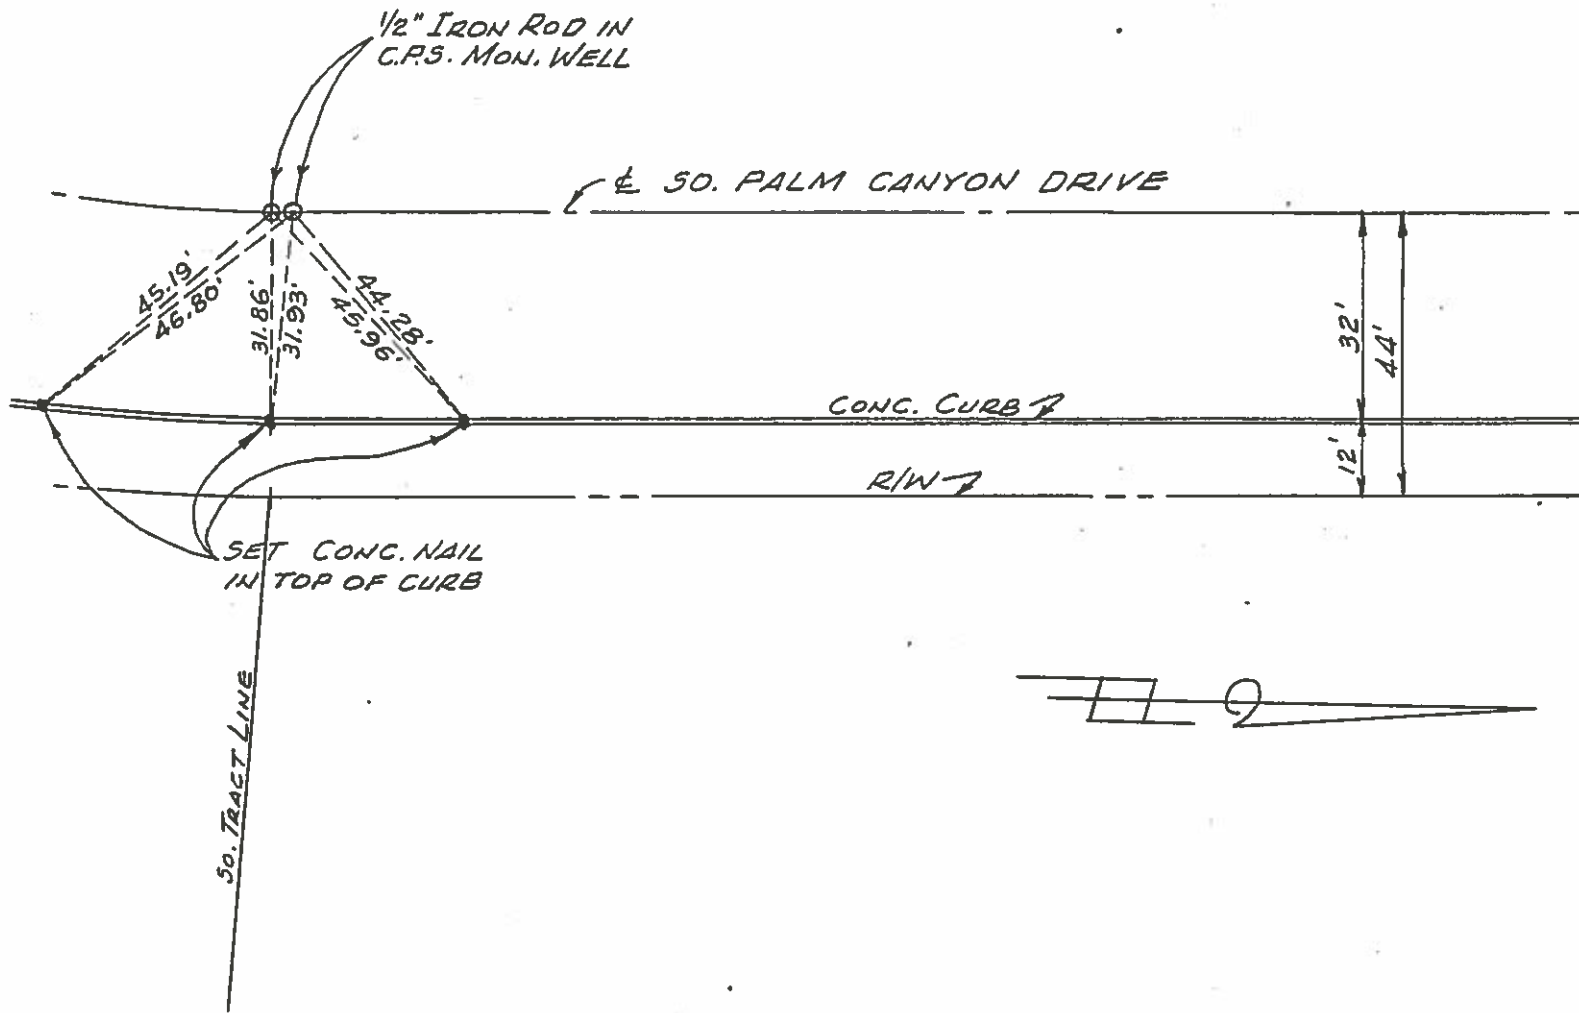 1/2" IRON ROD IN
C.P.S. MON. WELL
℄ SO. PALM CANYON DRIVE
45.19'
46.80'
31.86'
31.93'
44.28'
45.96'
32'
44'
CONC. CURB
12'
R/W
SET CONC. NAIL
IN TOP OF CURB
SO. TRACT LINE